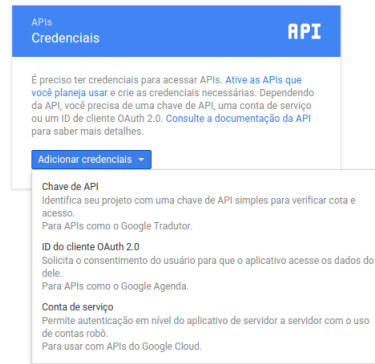 APIs
Credenciais
API
É preciso ter credenciais para acessar APIs. Ative as APIs que
você planeja usar e crie as credenciais necessárias. Dependendo
da API, você precisa de uma chave de API, uma conta de serviço
ou um ID de cliente OAuth 2.0. Consulte a documentação da API
para saber mais detalhes.
Adicionar credenciais
Chave de API
Identifica seu projeto com uma chave de API simples para verificar cota e
acesso.
Para APIs como o Google Tradutor.
ID do cliente OAuth 2.0
Solicita o consentimento do usuário para que o aplicativo acesse os dados do
dele.
Para APIs como o Google Agenda.
Conta de serviço
Permite autenticação em nível do aplicativo de servidor a servidor com o uso
de contas robô.
Para usar com APIs do Google Cloud.